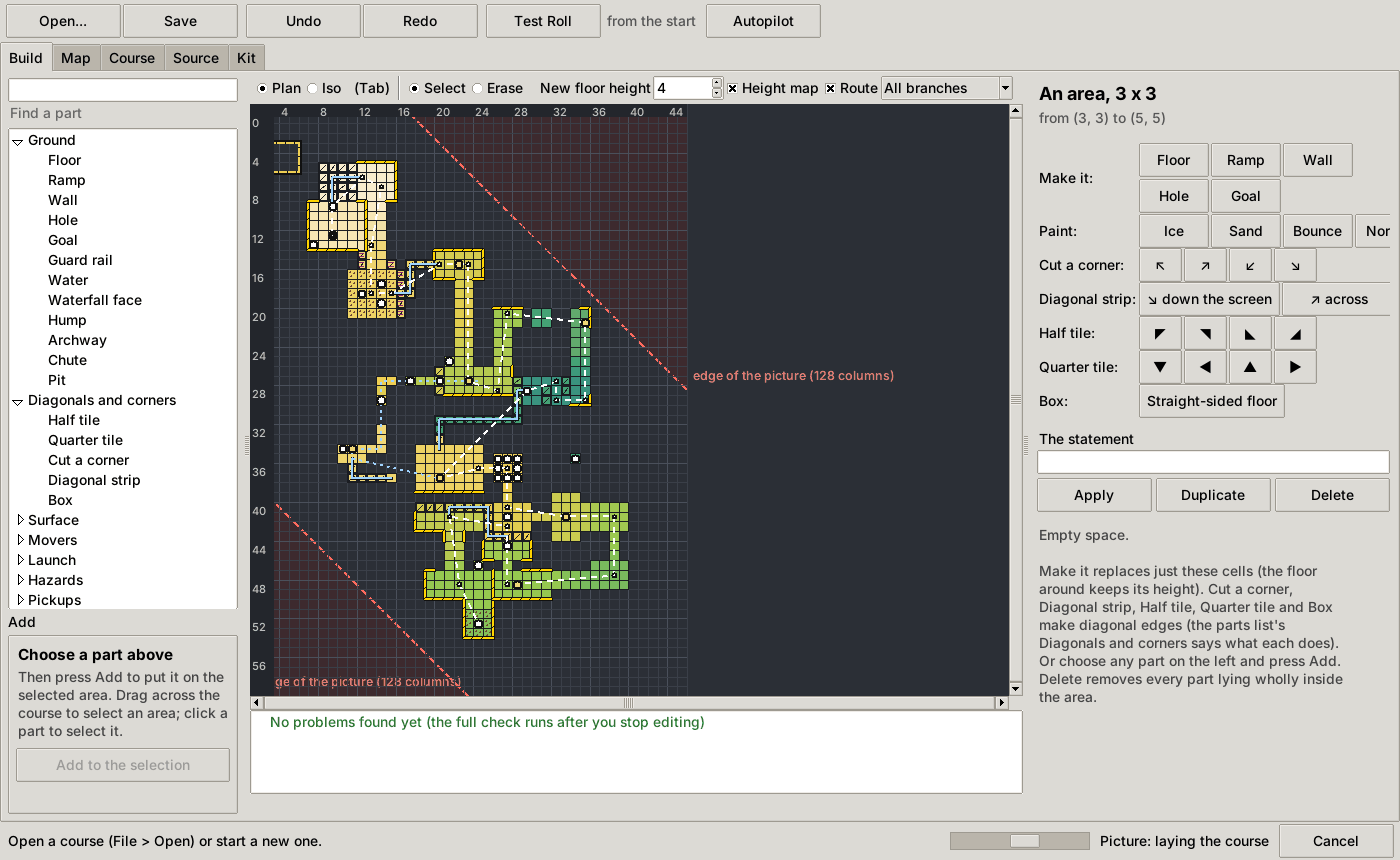 Open... Save Undo Redo Test Roll from the start Autopilot
Build Map Course Source Kit
Plan Iso (Tab) Select Erase New floor height 4 Height map Route All branches
Find a part
Ground
Floor
Ramp
Wall
Hole
Goal
Guard rail
Water
Waterfall face
Hump
Archway
Chute
Pit
Diagonals and corners
Half tile
Quarter tile
Cut a corner
Diagonal strip
Box
Surface
Movers
Launch
Hazards
Pickups
Add
Choose a part above
Then press Add to put it on the
selected area. Drag across the
course to select an area; click a
part to select it.
Add to the selection
4 8 12 16 20 24 28 32 36 40 44
0
4
8
12
16
20
24
28
32
36
40
44
48
52
56
edge of the picture (128 columns)
ge of the picture (128 columns)
No problems found yet (the full check runs after you stop editing)
An area, 3 x 3
from (3, 3) to (5, 5)
Make it: Floor Ramp Wall
Hole Goal
Paint: Ice Sand Bounce Nor
Cut a corner: ↖ ↗ ↙ ↘
Diagonal strip: ↘ down the screen ↗ across
Half tile: ◤ ◥ ◣ ◢
Quarter tile: ▼ ◀ ▲ ▶
Box: Straight-sided floor
The statement
Apply Duplicate Delete
Empty space.
Make it replaces just these cells (the floor
around keeps its height). Cut a corner,
Diagonal strip, Half tile, Quarter tile and Box
make diagonal edges (the parts list's
Diagonals and corners says what each does).
Or choose any part on the left and press Add.
Delete removes every part lying wholly inside
the area.
Open a course (File > Open) or start a new one.
Picture: laying the course Cancel